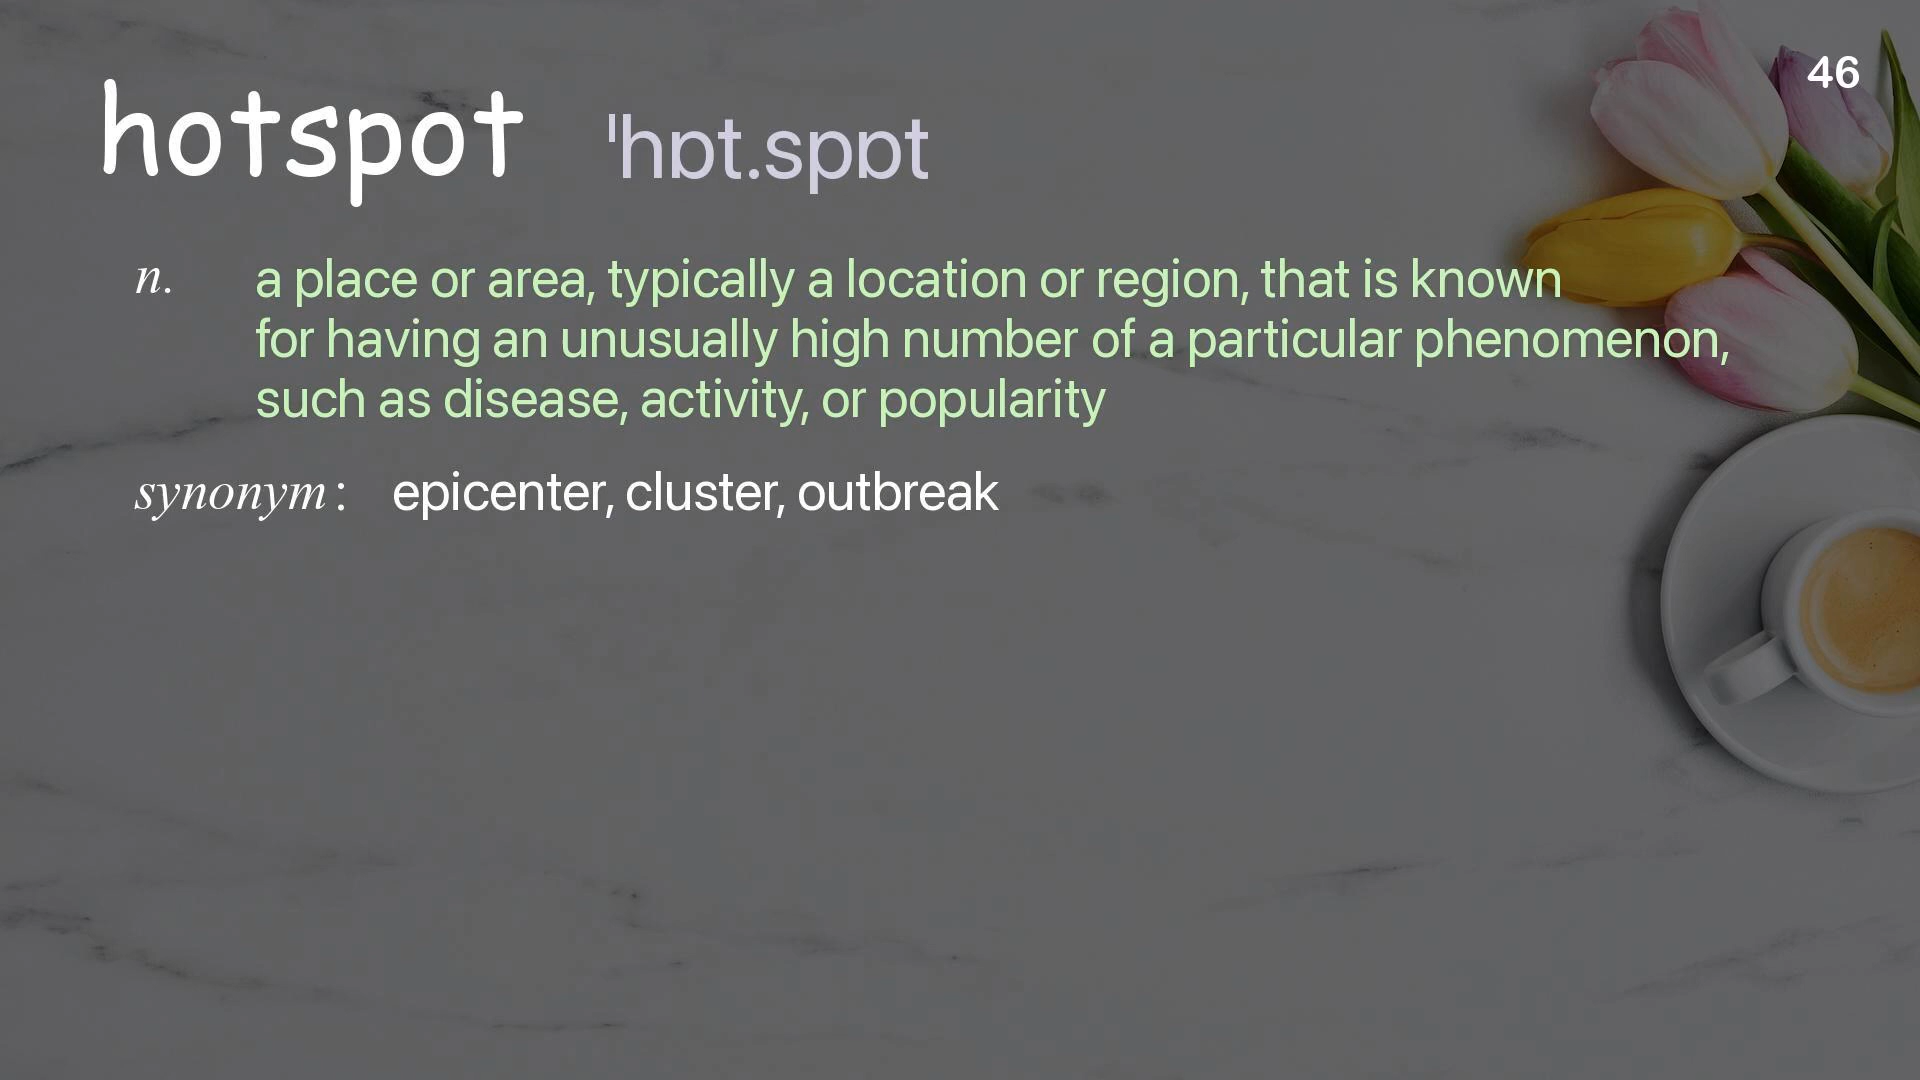 46
hotspot ˈhɒt.spɒt
n. a place or area, typically a location or region, that is known
for having an unusually high number of a particular phenomenon,
such as disease, activity, or popularity
synonym: epicenter, cluster, outbreak